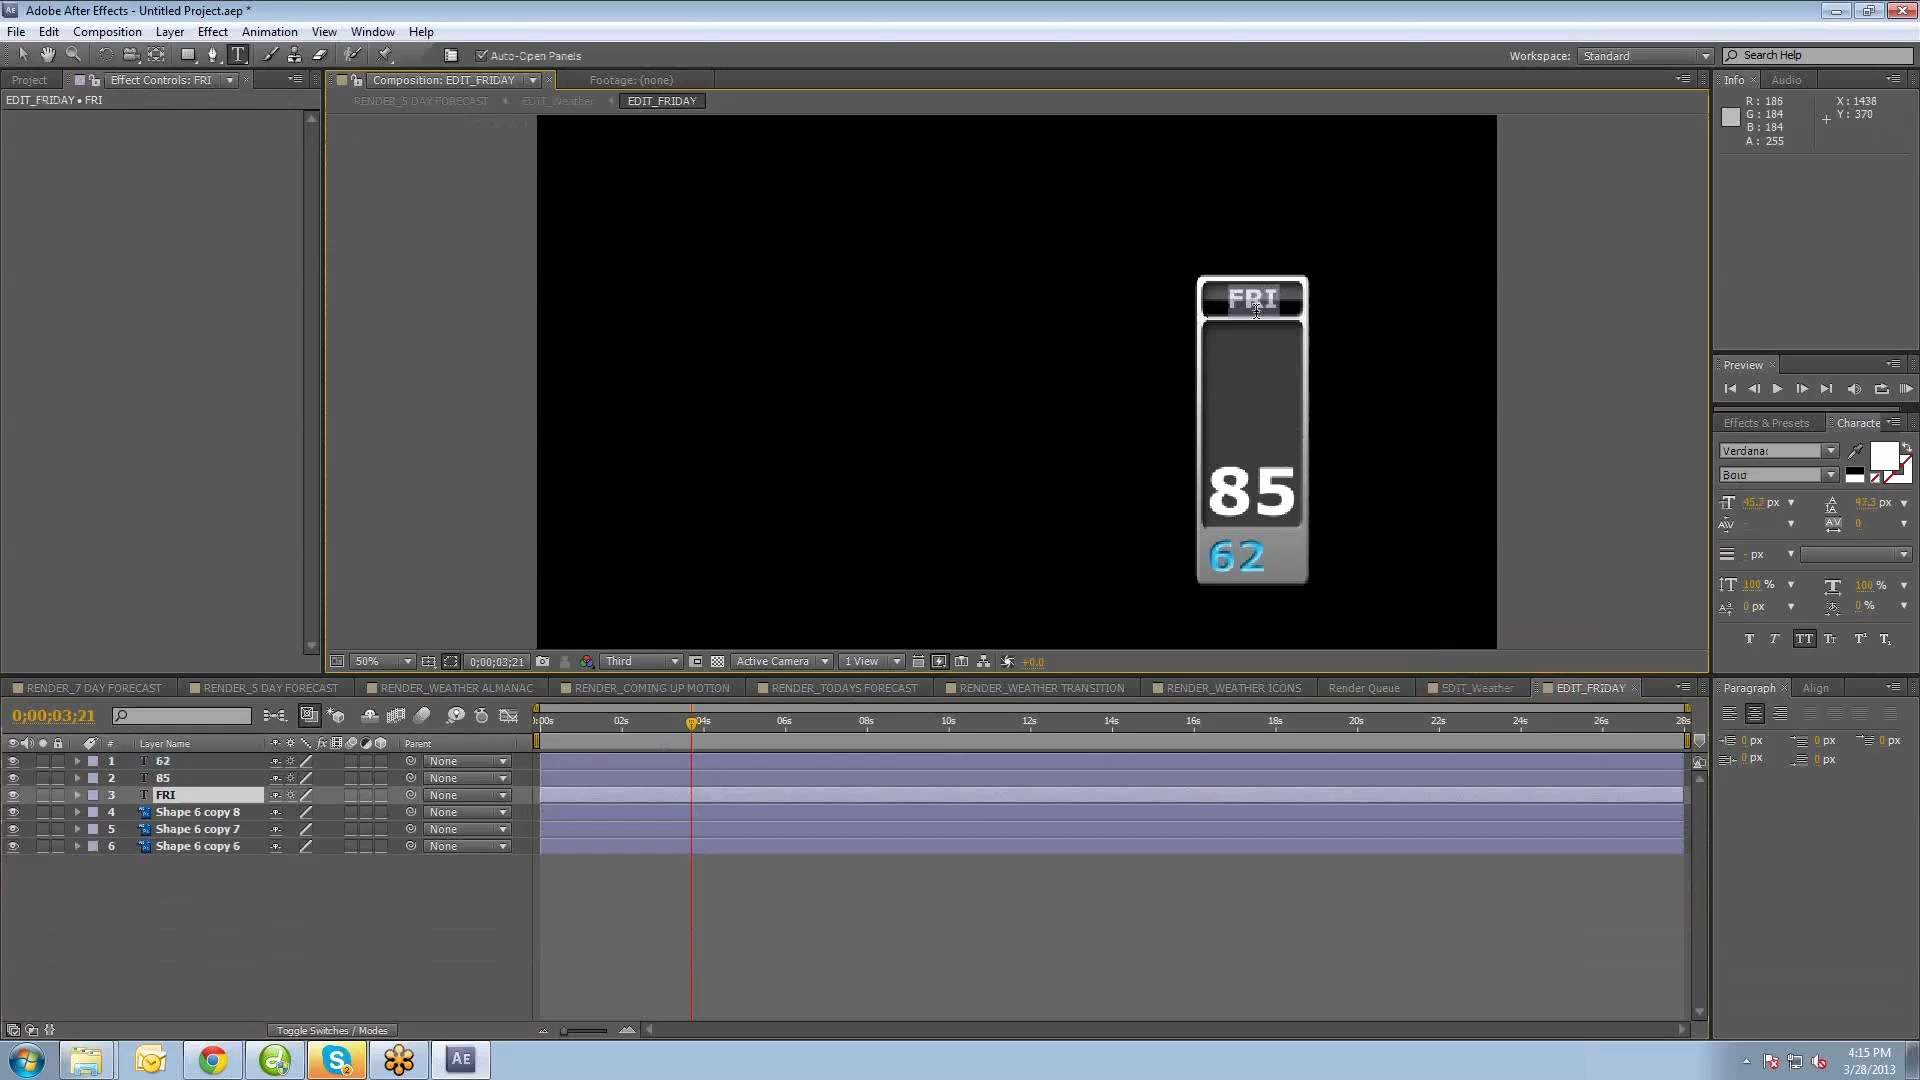 Adobe After Effects - Untitled Project.aep *
File Edit Composition Layer Effect Animation View Window Help
Auto-Open Panels
Workspace: Standard
Search Help
Project
Effect Controls: FRI
Composition: EDIT_FRIDAY
Footage: (none)
Info
Audio
EDIT_FRIDAY • FRI
RENDER_5 DAY FORECAST
EDIT_Weather
EDIT_FRIDAY
R : 186
G : 184
B : 184
A : 255
X : 1438
Y : 370
FRI
85
62
Preview
Effects & Presets
Characte
Bold
45.7 px
97.3 px
0
- px
100 %
100 %
0 px
0 %
T T TT Tt T¹ T₁
50%
0;00;03;21
Third
Active Camera
1 View
+0.0
RENDER_7 DAY FORECAST
RENDER_5 DAY FORECAST
RENDER_WEATHER ALMANAC
RENDER_COMING UP MOTION
RENDER_TODAYS FORECAST
RENDER_WEATHER TRANSITION
RENDER_WEATHER ICONS
Render Queue
EDIT_Weather
EDIT_FRIDAY
Paragraph
Align
0;00;03;21
:00s 02s 04s 06s 08s 10s 12s 14s 16s 18s 20s 22s 24s 26s 28s
# Layer Name
Parent
1 T 62 None
2 T 85 None
3 T FRI None
4 Shape 6 copy 8 None
5 Shape 6 copy 7 None
6 Shape 6 copy 6 None
0 px 0 px 0 px
0 px 0 px
Toggle Switches / Modes
AE
4:15 PM
3/28/2013